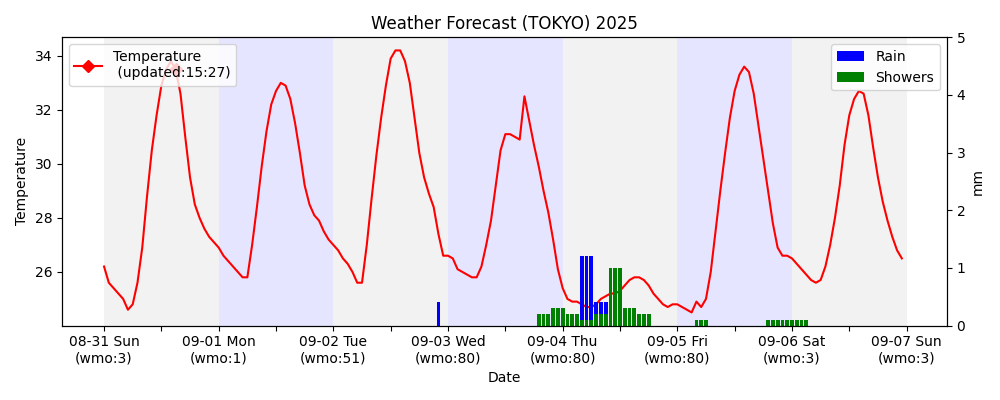 Weather Forecast (TOKYO) 2025
Temperature
(updated:15:27)
Rain
Showers
34
32
30
28
26
Temperature
5
4
3
2
1
0
mm
08-31 Sun
(wmo:3)
09-01 Mon
(wmo:1)
09-02 Tue
(wmo:51)
09-03 Wed
(wmo:80)
09-04 Thu
(wmo:80)
09-05 Fri
(wmo:80)
09-06 Sat
(wmo:3)
09-07 Sun
(wmo:3)
Date